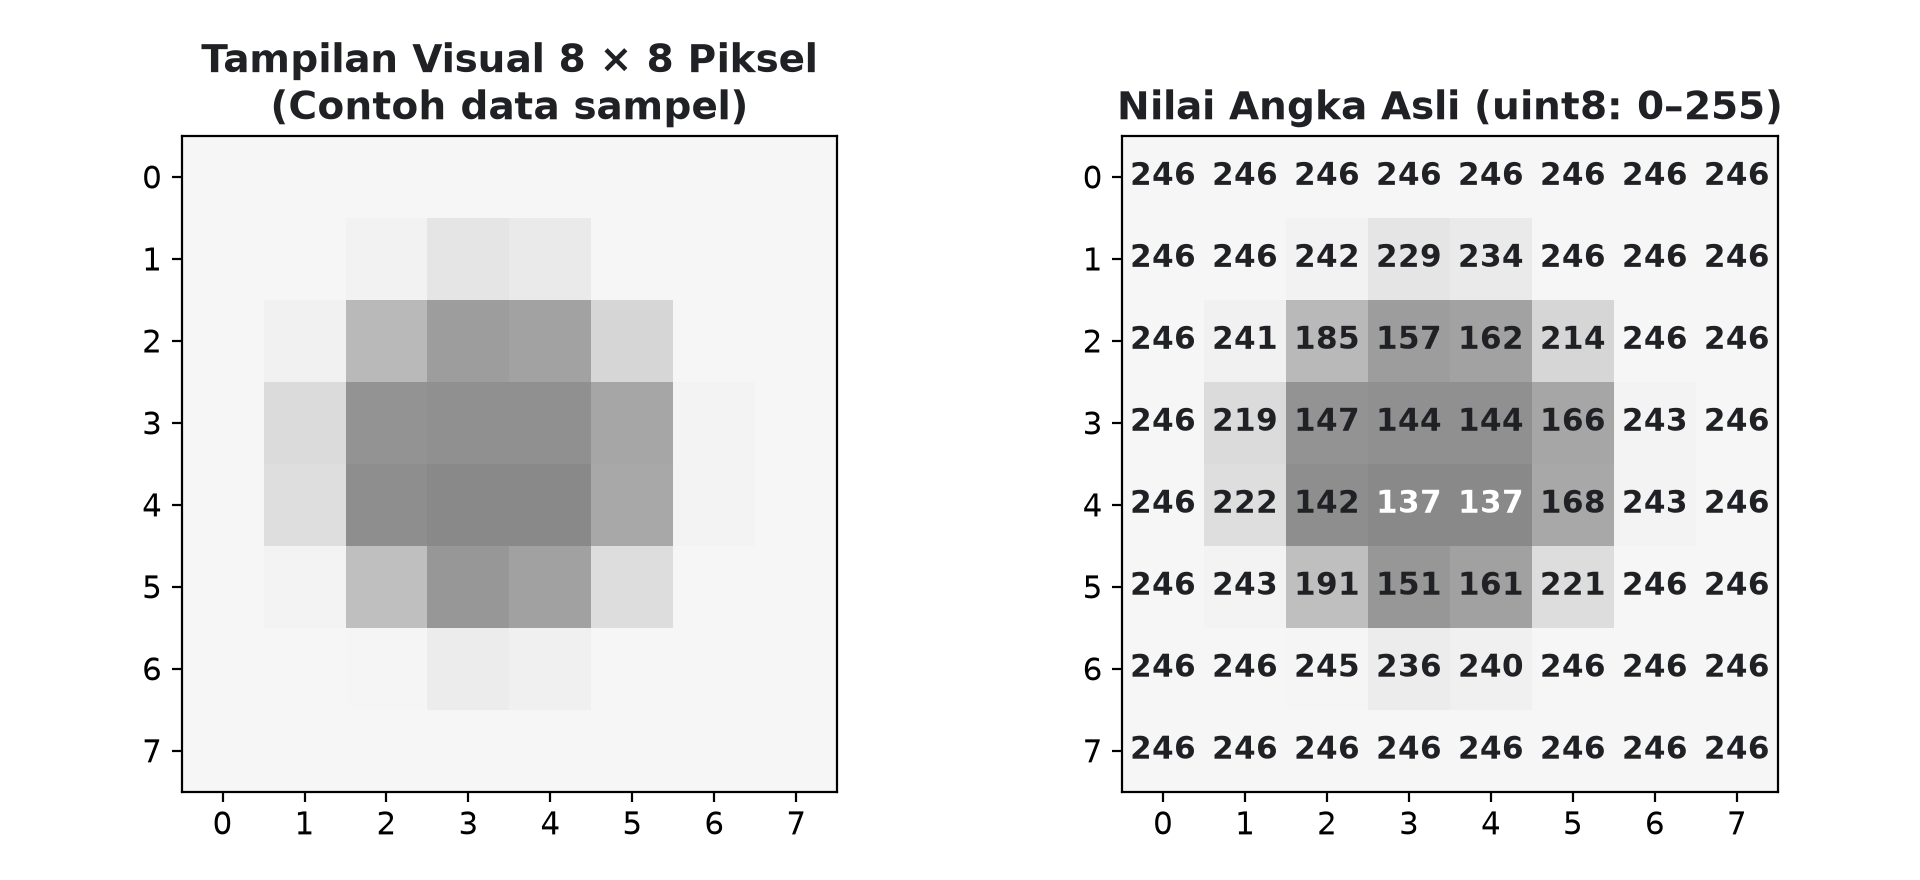 Tampilan Visual 8 × 8 Piksel
(Contoh data sampel)
0
1
2
3
4
5
6
7
0 1 2 3 4 5 6 7
Nilai Angka Asli (uint8: 0–255)
0 246 246 246 246 246 246 246 246
1 246 246 242 229 234 246 246 246
2 246 241 185 157 162 214 246 246
3 246 219 147 144 144 166 243 246
4 246 222 142 137 137 168 243 246
5 246 243 191 151 161 221 246 246
6 246 246 245 236 240 246 246 246
7 246 246 246 246 246 246 246 246
0 1 2 3 4 5 6 7